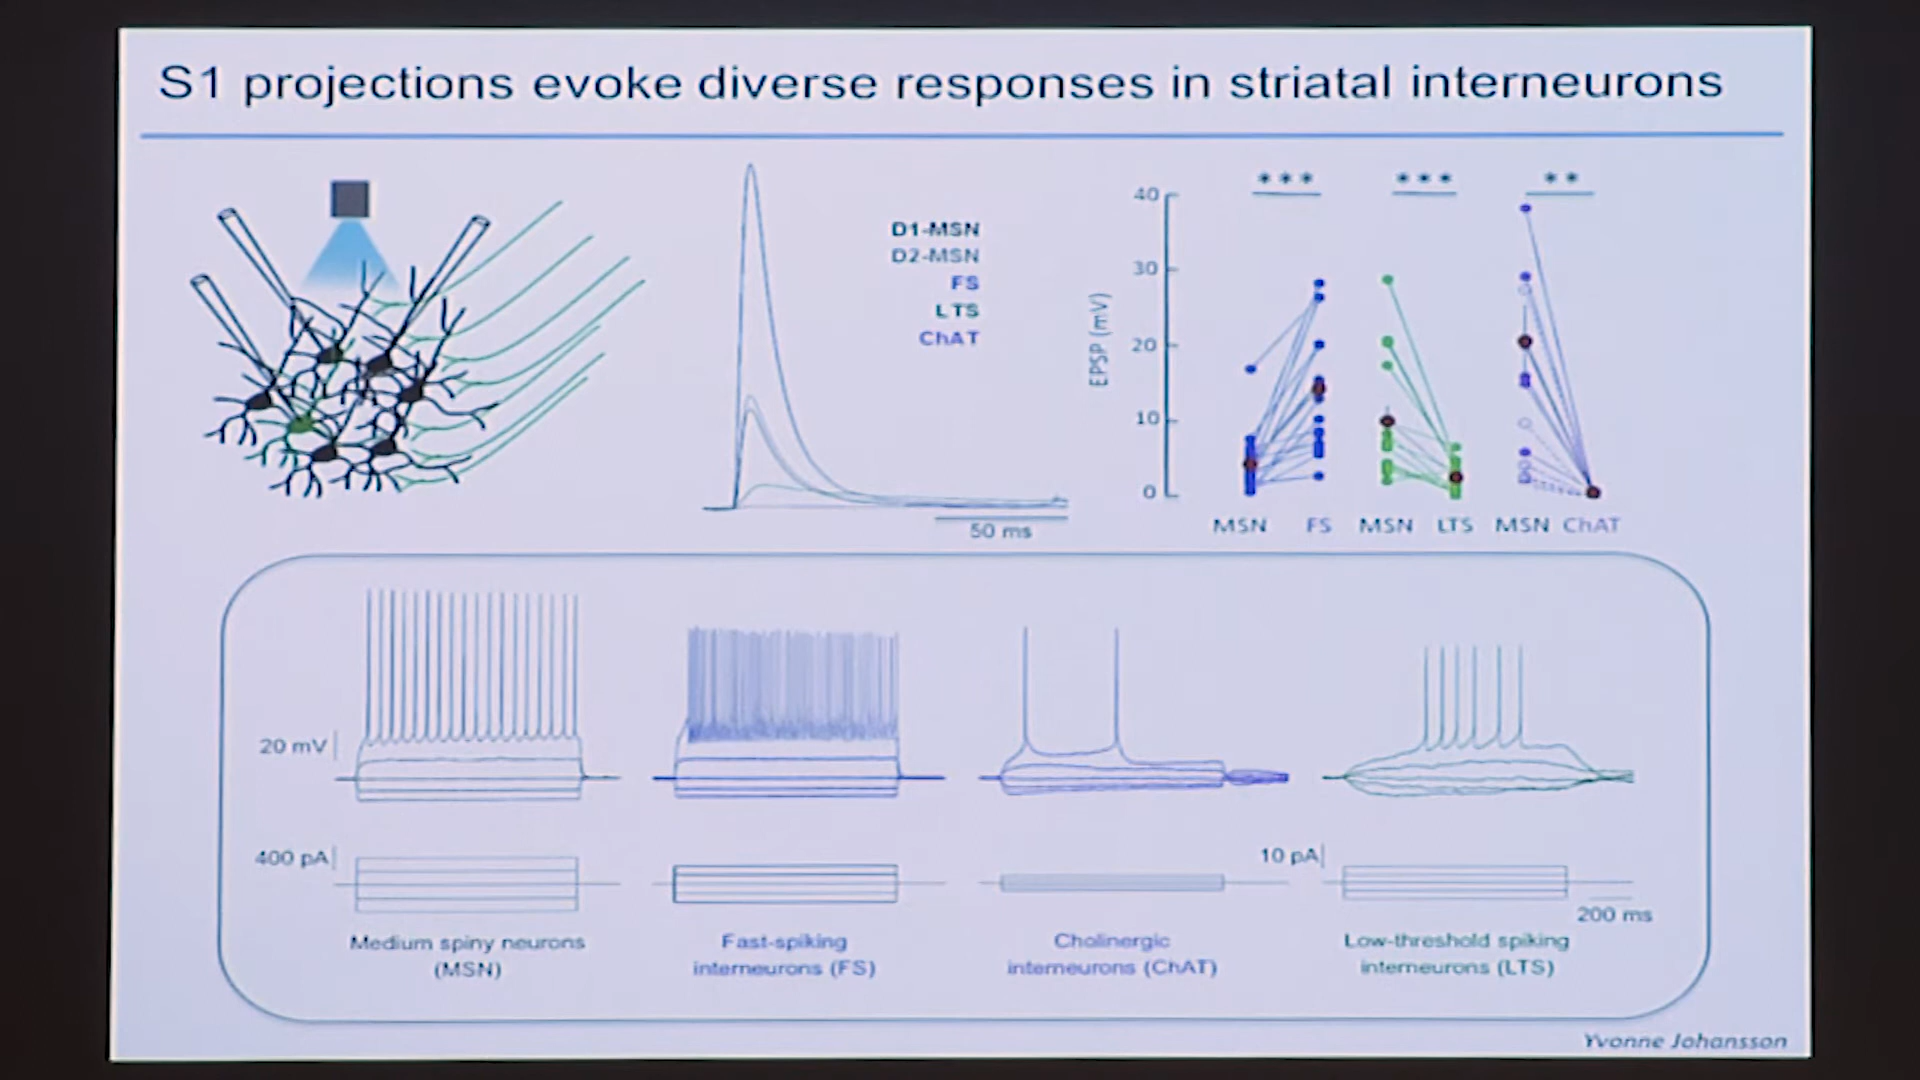 S1 projections evoke diverse responses in striatal interneurons
D1-MSN
D2-MSN
FS
LTS
ChAT
50 ms
*** *** **
EPSP (mV)
40
30
20
10
0
MSN FS MSN LTS MSN ChAT
20 mV
400 pA
10 pA
200 ms
Medium spiny neurons
(MSN)
Fast-spiking
interneurons (FS)
Cholinergic
interneurons (ChAT)
Low-threshold spiking
interneurons (LTS)
Yvonne Johansson